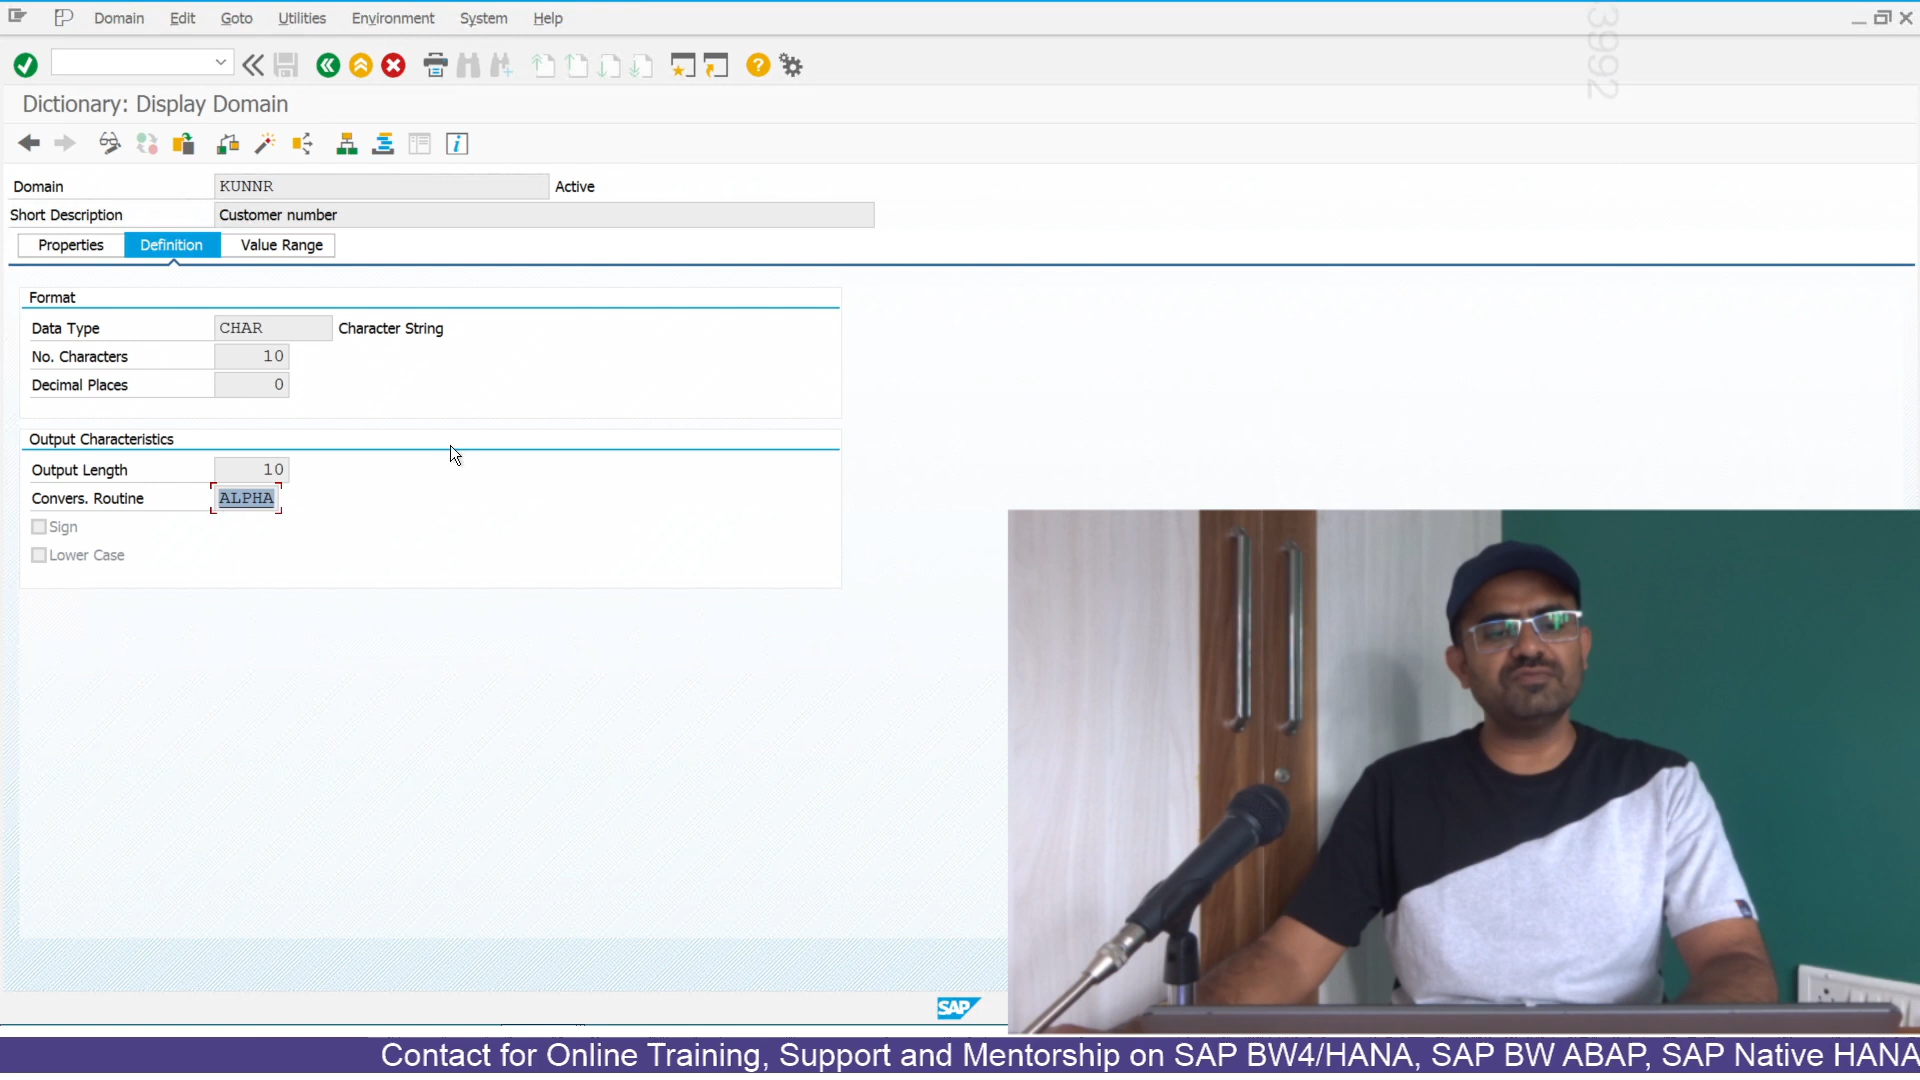 Domain Edit Goto Utilities Environment System Help
3992
Dictionary: Display Domain
Domain KUNNR Active
Short Description Customer number
Properties Definition Value Range
Format
Data Type CHAR Character String
No. Characters 10
Decimal Places 0
Output Characteristics
Output Length 10
Convers. Routine ALPHA
Sign
Lower Case
SAP
Contact for Online Training, Support and Mentorship on SAP BW4/HANA, SAP BW ABAP, SAP Native HANA